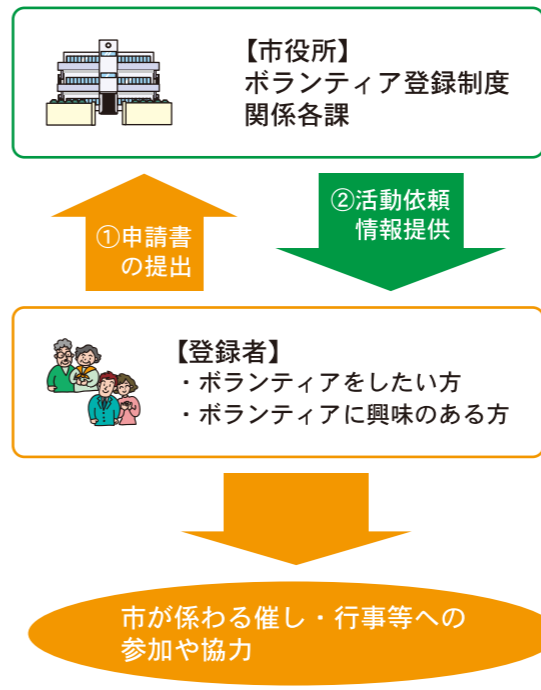 【市役所】
ボランティア登録制度
関係各課
①申請書
の提出
②活動依頼
情報提供
【登録者】
・ボランティアをしたい方
・ボランティアに興味のある方
市が係わる催し・行事等への
参加や協力